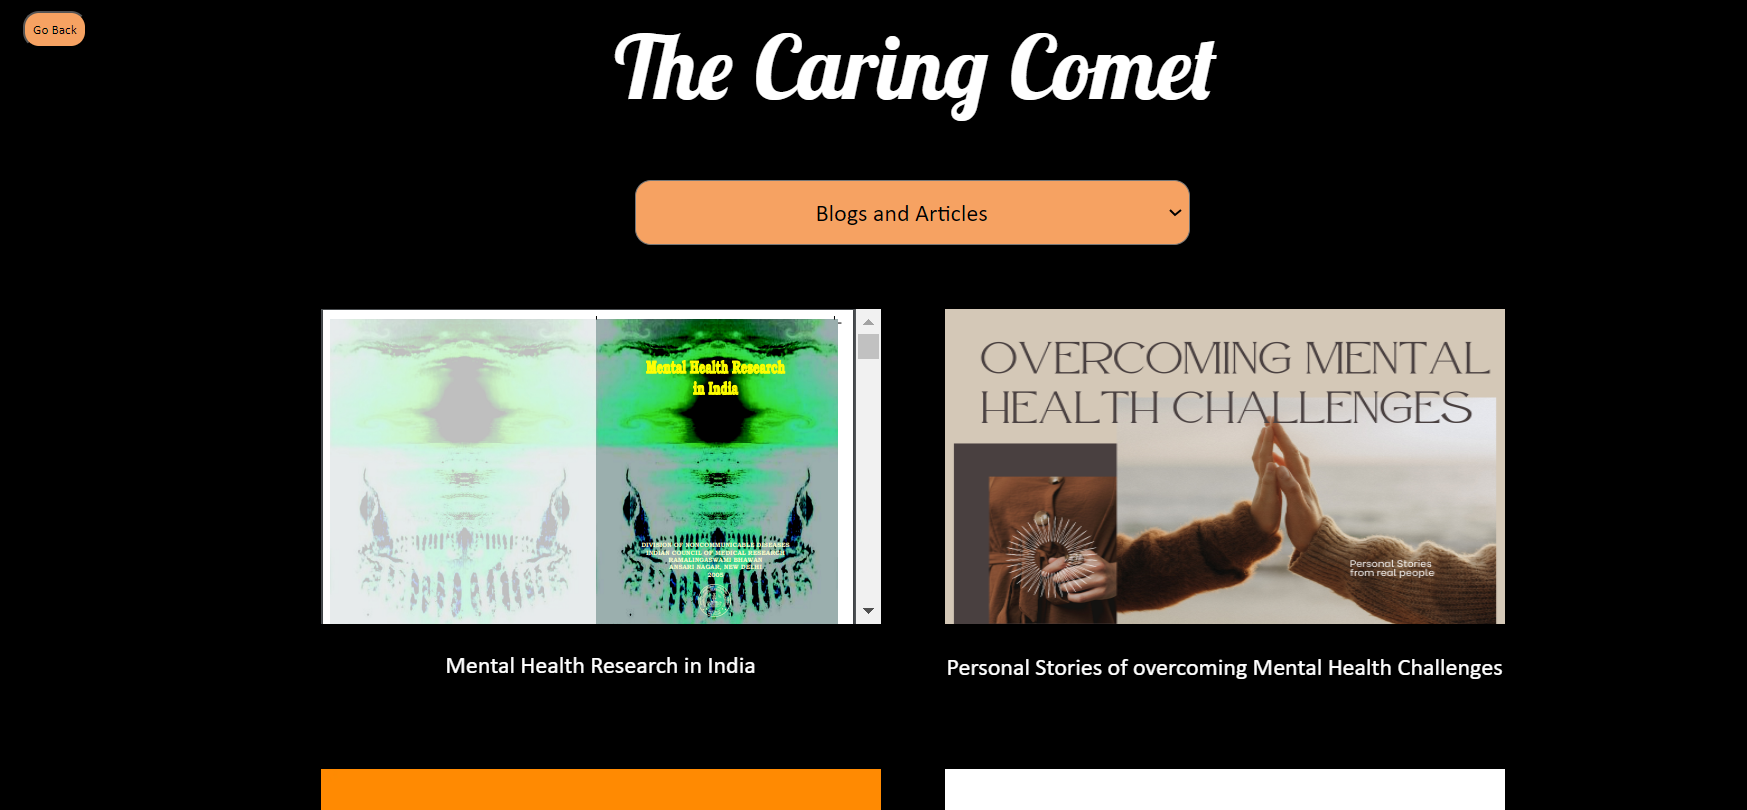 Go Back
The Caring Comet
Blogs and Articles
Mental Health Research
in India
DIVISION OF NONCOMMUNICABLE DISEASES
INDIAN COUNCIL OF MEDICAL RESEARCH
RAMALINGASWAMI BHAWAN
ANSARI NAGAR, NEW DELHI
2005
OVERCOMING MENTAL
HEALTH CHALLENGES
Personal Stories
from real people
Mental Health Research in India
Personal Stories of overcoming Mental Health Challenges